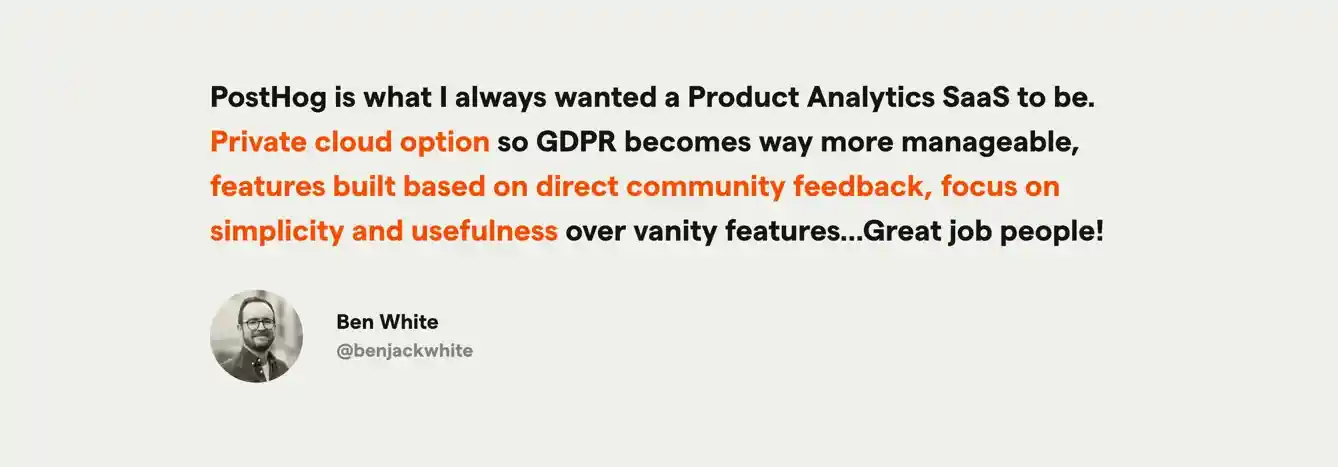 PostHog is what I always wanted a Product Analytics SaaS to be.
Private cloud option so GDPR becomes way more manageable,
features built based on direct community feedback, focus on
simplicity and usefulness over vanity features...Great job people!
Ben White
@benjackwhite